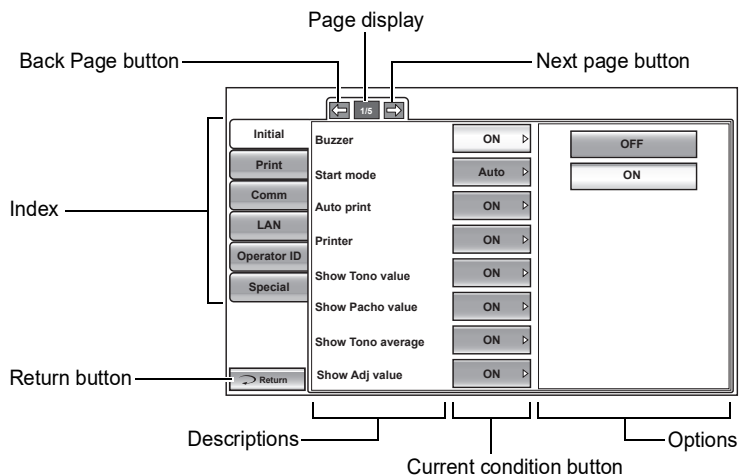 Page display
Back Page button
Next page button
1/5
Initial
Buzzer
ON
OFF
Print
Start mode
Auto
ON
Comm
Auto print
ON
Index
LAN
Printer
ON
Operator ID
Show Tono value
ON
Special
Show Pacho value
ON
Show Tono average
ON
Return button
Return
Show Adj value
ON
Descriptions
Options
Current condition button